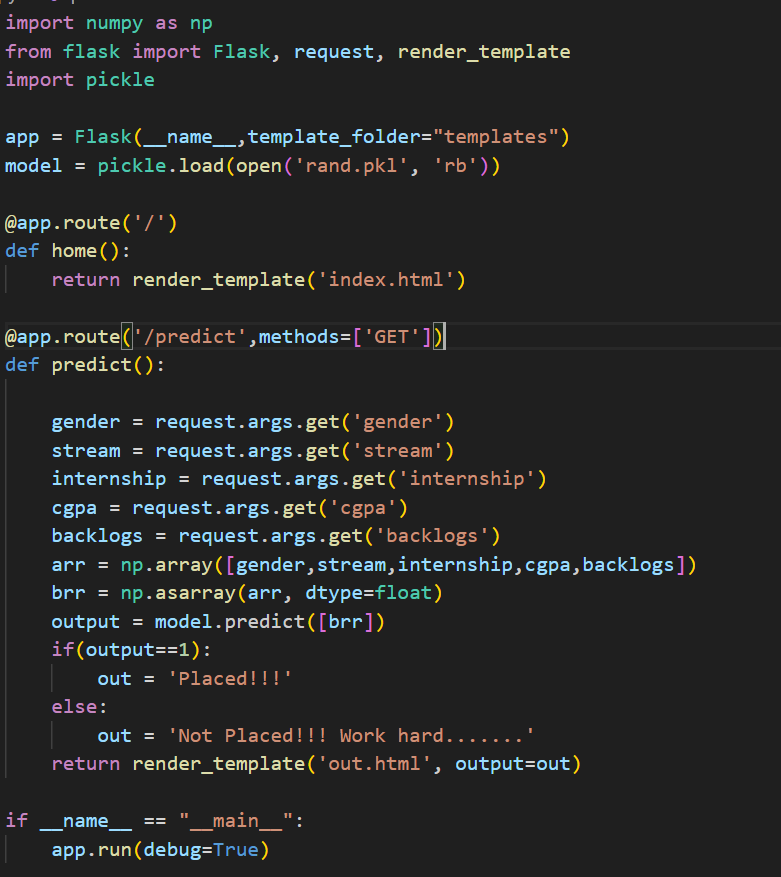 import numpy as np
from flask import Flask, request, render_template
import pickle
app = Flask(__name__,template_folder="templates")
model = pickle.load(open('rand.pkl', 'rb'))
@app.route('/')
def home():
    return render_template('index.html')
@app.route('/predict',methods=['GET'])
def predict():
    gender = request.args.get('gender')
    stream = request.args.get('stream')
    internship = request.args.get('internship')
    cgpa = request.args.get('cgpa')
    backlogs = request.args.get('backlogs')
    arr = np.array([gender,stream,internship,cgpa,backlogs])
    brr = np.asarray(arr, dtype=float)
    output = model.predict([brr])
    if(output==1):
        out = 'Placed!!!'
    else:
        out = 'Not Placed!!! Work hard.......'
    return render_template('out.html', output=out)
if __name__ == "__main__":
    app.run(debug=True)